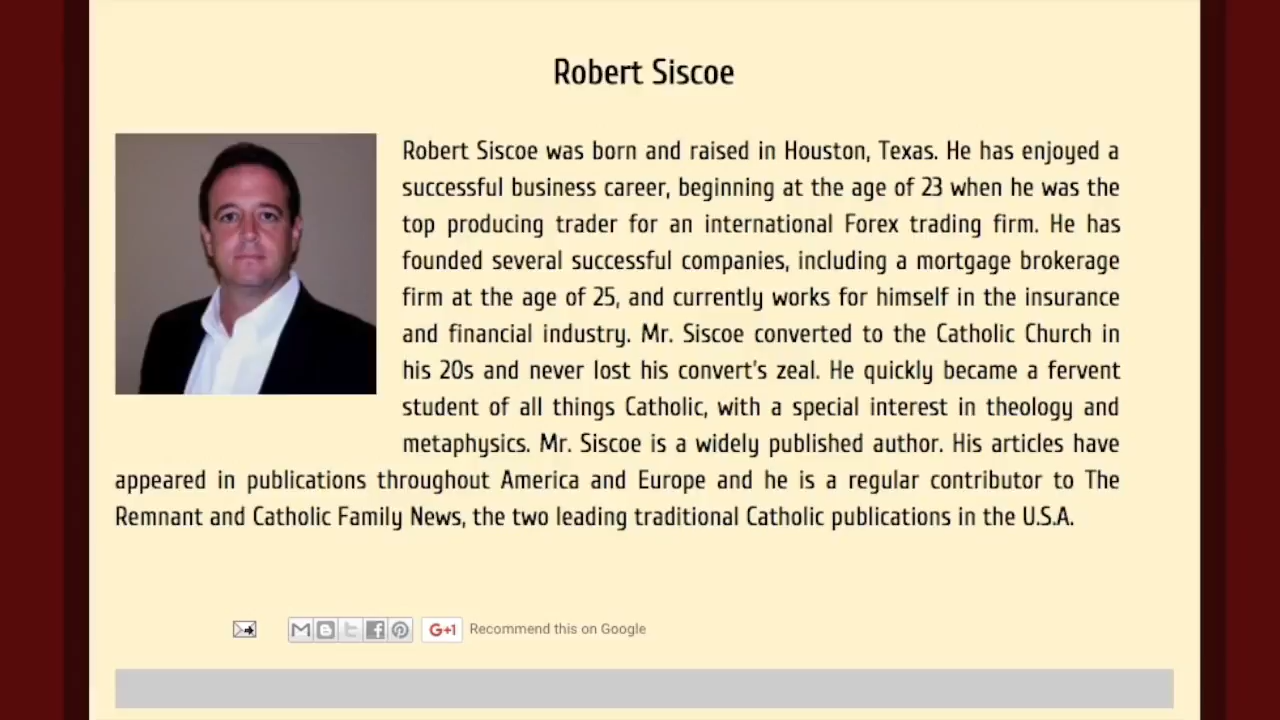 Robert Siscoe
Robert Siscoe was born and raised in Houston, Texas. He has enjoyed a
successful business career, beginning at the age of 23 when he was the
top producing trader for an international Forex trading firm. He has
founded several successful companies, including a mortgage brokerage
firm at the age of 25, and currently works for himself in the insurance
and financial industry. Mr. Siscoe converted to the Catholic Church in
his 20s and never lost his convert's zeal. He quickly became a fervent
student of all things Catholic, with a special interest in theology and
metaphysics. Mr. Siscoe is a widely published author. His articles have
appeared in publications throughout America and Europe and he is a regular contributor to The
Remnant and Catholic Family News, the two leading traditional Catholic publications in the U.S.A.
G+1 Recommend this on Google